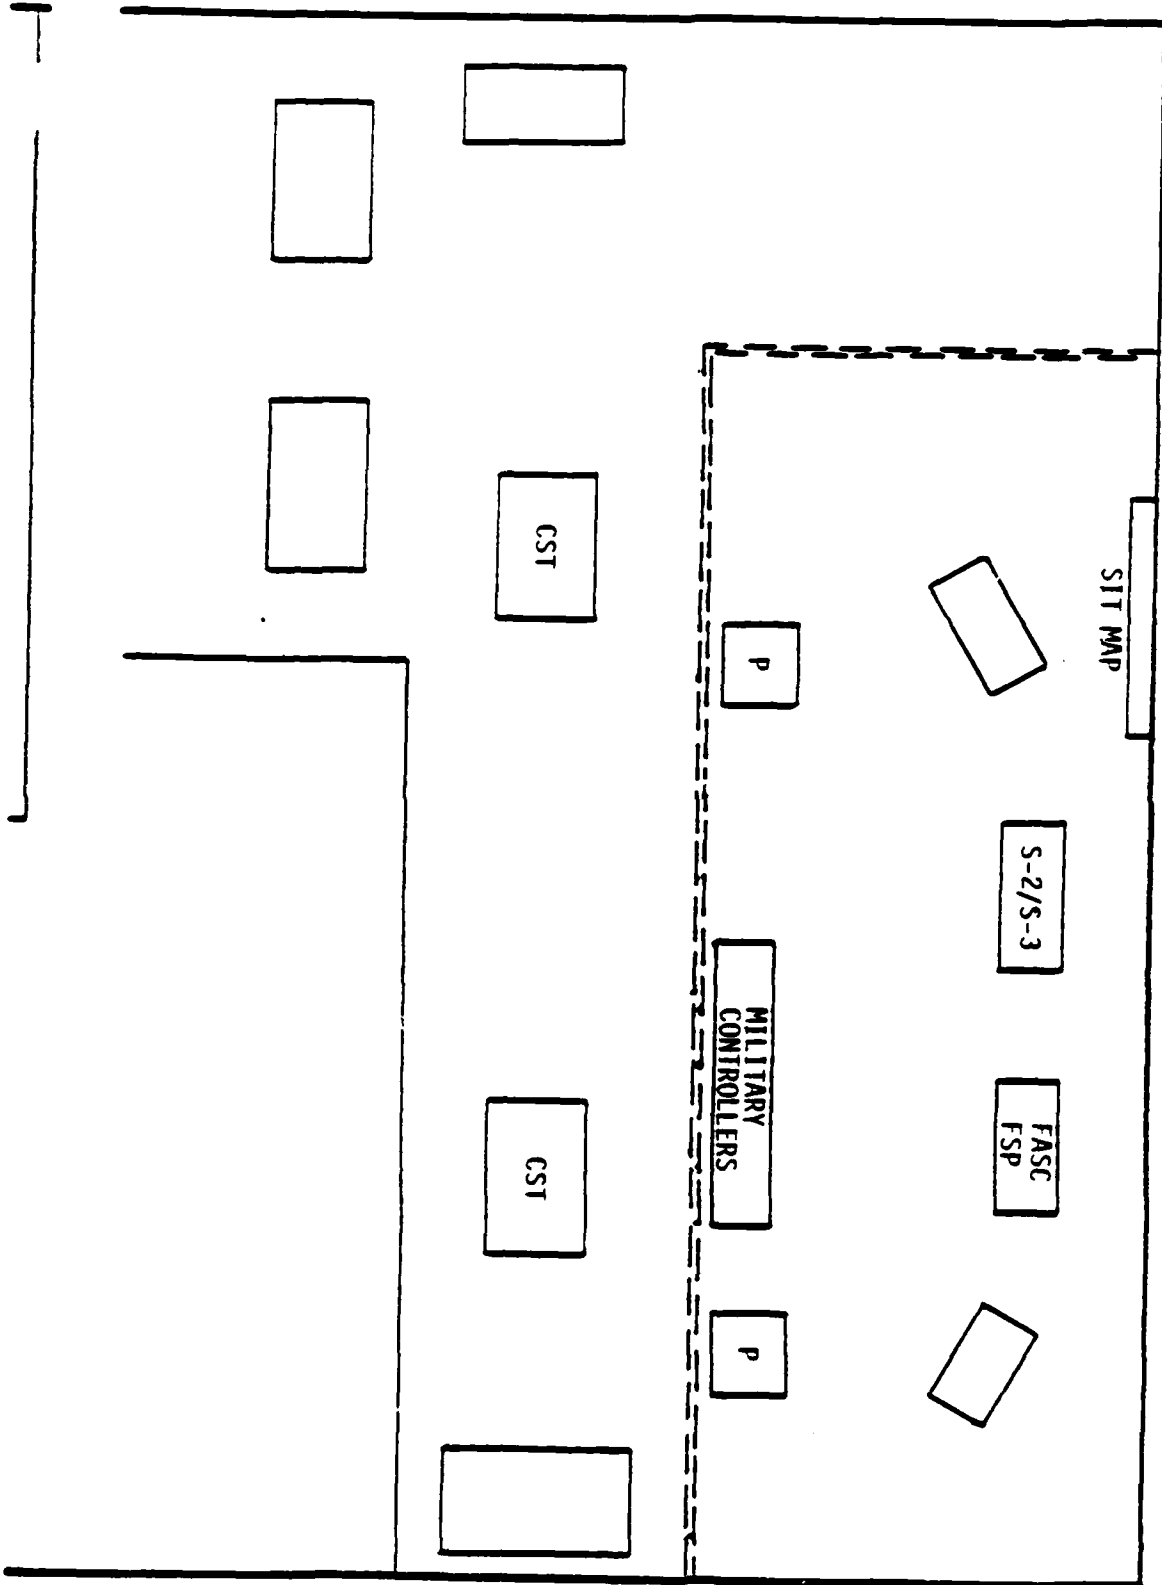 SIT MAP
S-2/S-3
FASC
FSP
P
MILITARY
CONTROLLERS
P
CST
CST